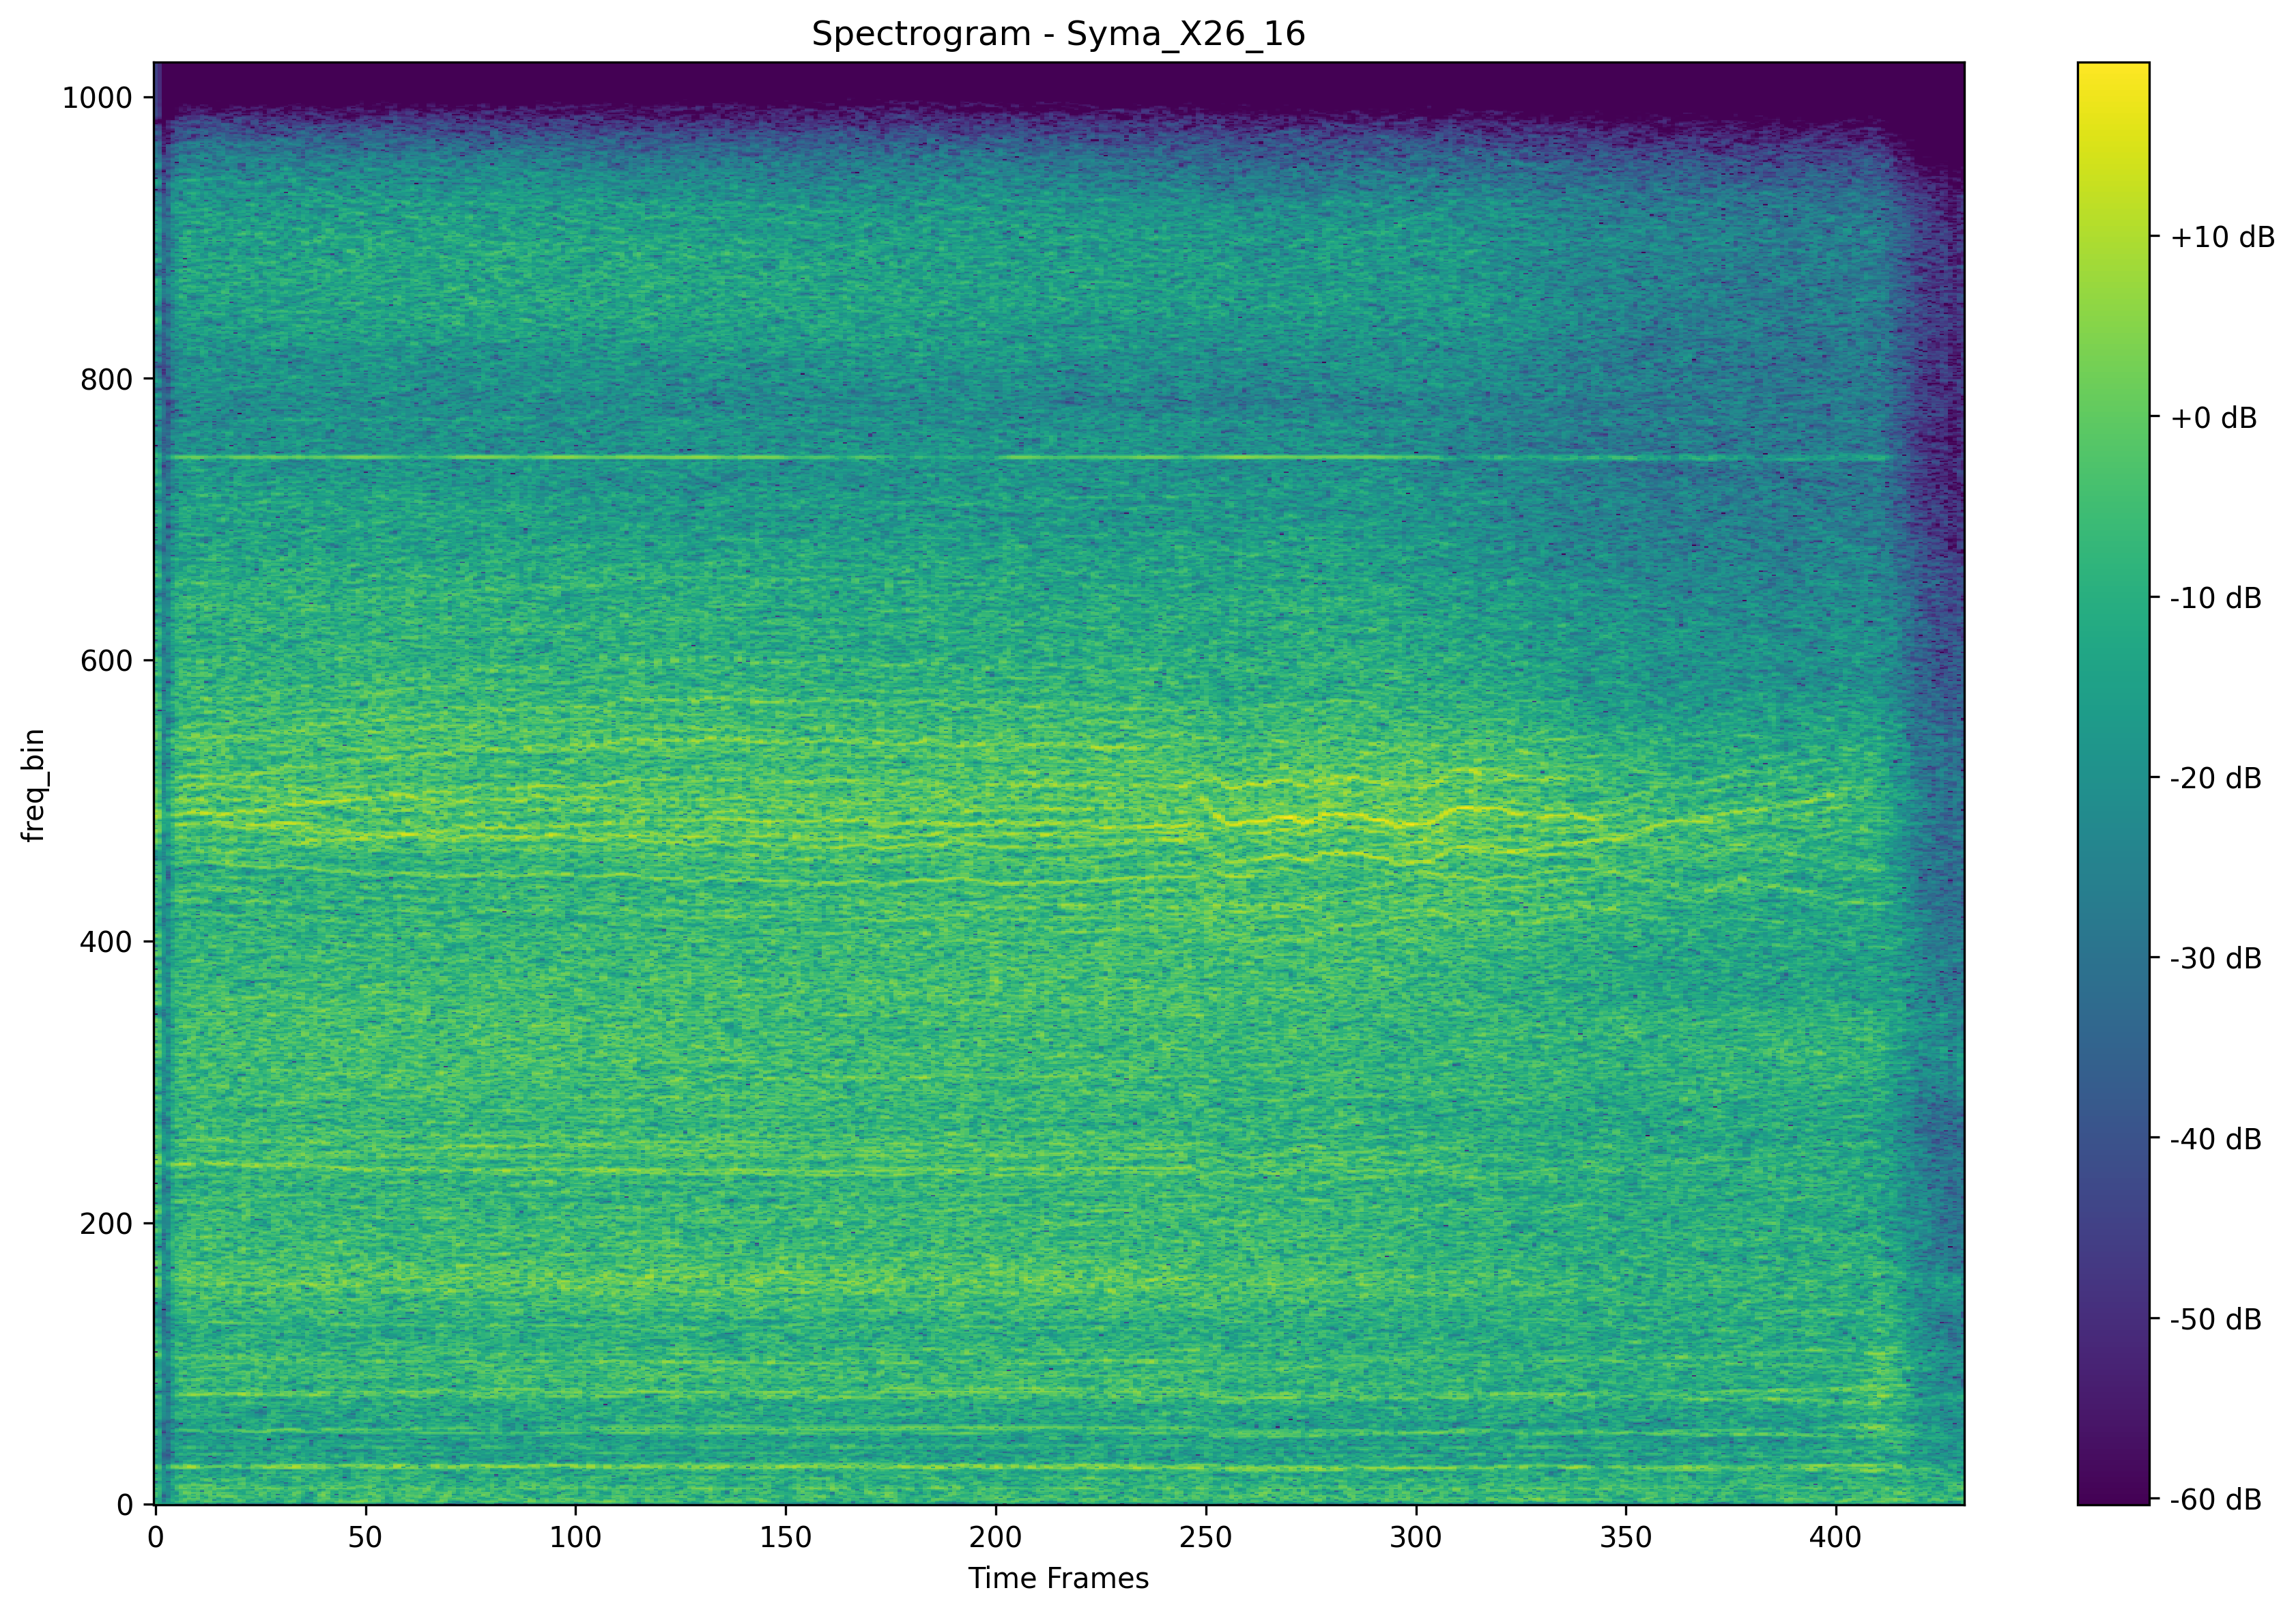 Spectrogram - Syma_X26_16
freq_bin
1000
800
600
400
200
0
0 50 100 150 200 250 300 350 400
Time Frames
+10 dB
+0 dB
-10 dB
-20 dB
-30 dB
-40 dB
-50 dB
-60 dB